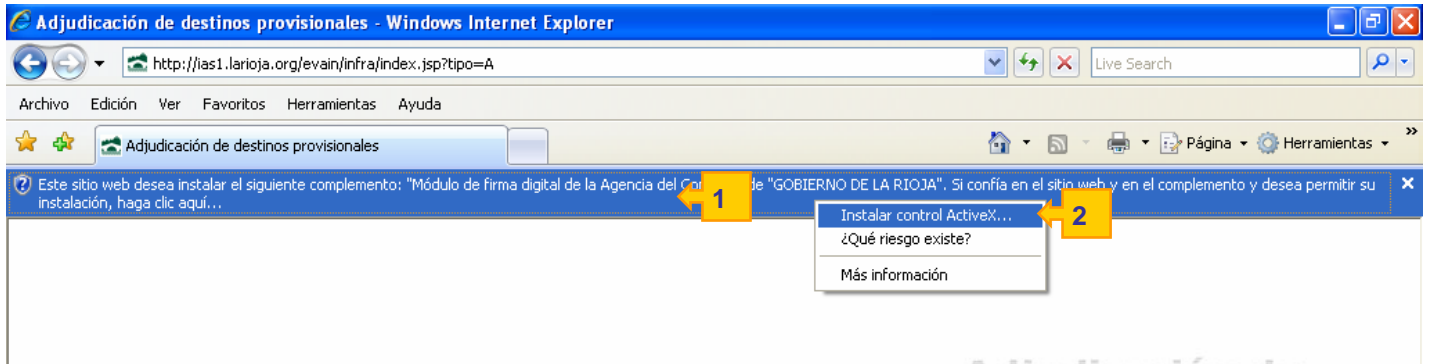 Adjudicación de destinos provisionales - Windows Internet Explorer
http://ias1.larioja.org/evain/infra/index.jsp?tipo=A
Live Search
Archivo Edición Ver Favoritos Herramientas Ayuda
Adjudicación de destinos provisionales
Página Herramientas »
Este sitio web desea instalar el siguiente complemento: "Módulo de firma digital de la Agencia del de "GOBIERNO DE LA RIOJA". Si confía en el sitio web y en el complemento y desea permitir su
instalación, haga clic aquí...
1
Instalar control ActiveX...
2
¿Qué riesgo existe?
Más información